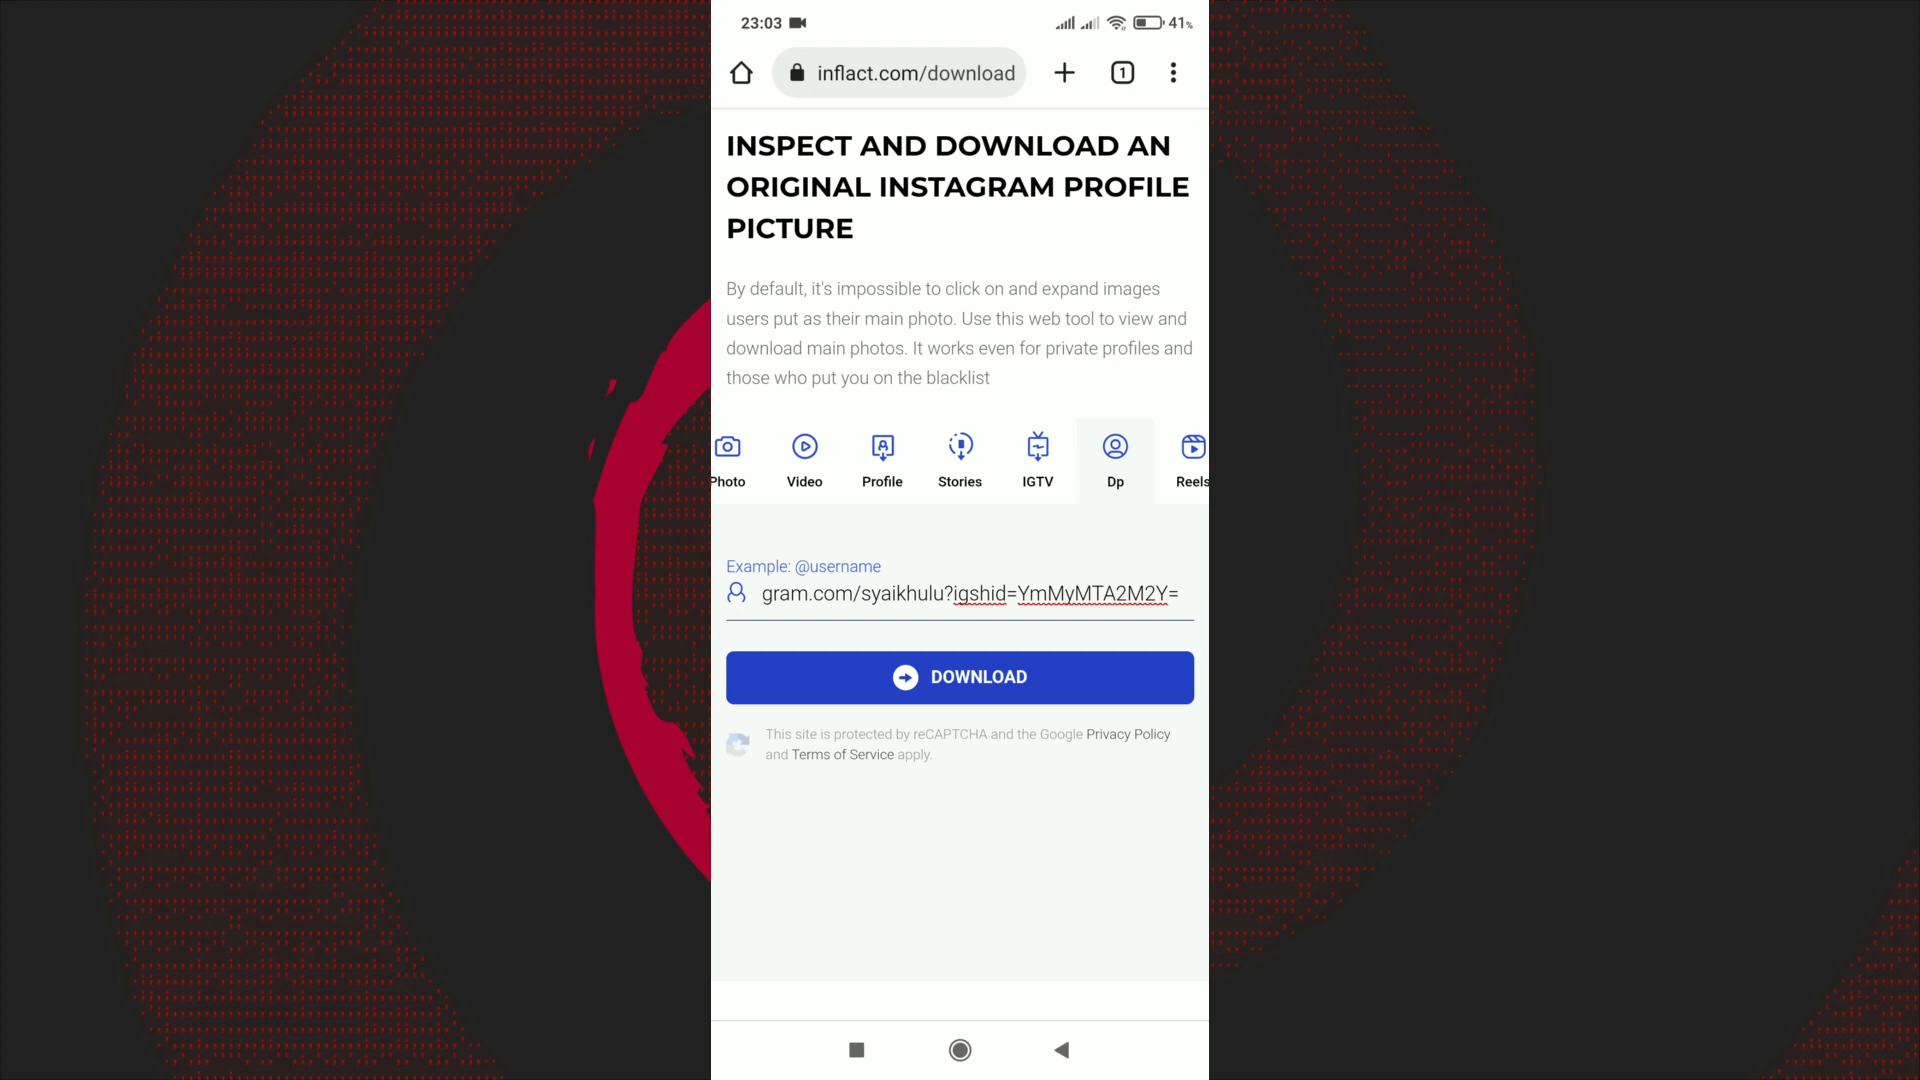 23:03
41%
inflact.com/download
1
INSPECT AND DOWNLOAD AN
ORIGINAL INSTAGRAM PROFILE
PICTURE
By default, it's impossible to click on and expand images
users put as their main photo. Use this web tool to view and
download main photos. It works even for private profiles and
those who put you on the blacklist
Photo Video Profile Stories IGTV Dp Reels
Example: @username
gram.com/syaikhulu?igshid=YmMyMTA2M2Y=
DOWNLOAD
This site is protected by reCAPTCHA and the Google Privacy Policy
and Terms of Service apply.